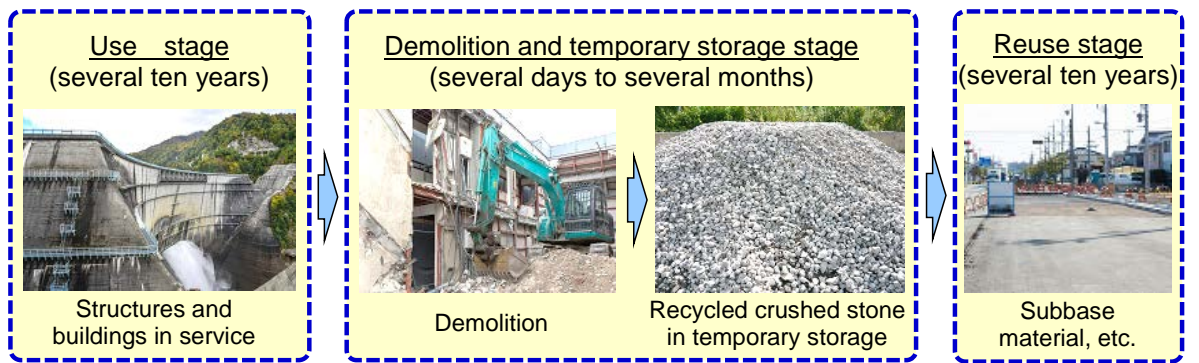 Use stage
(several ten years)
Structures and
buildings in service
Demolition and temporary storage stage
(several days to several months)
Demolition
Recycled crushed stone
in temporary storage
Reuse stage
(several ten years)
Subbase
material, etc.